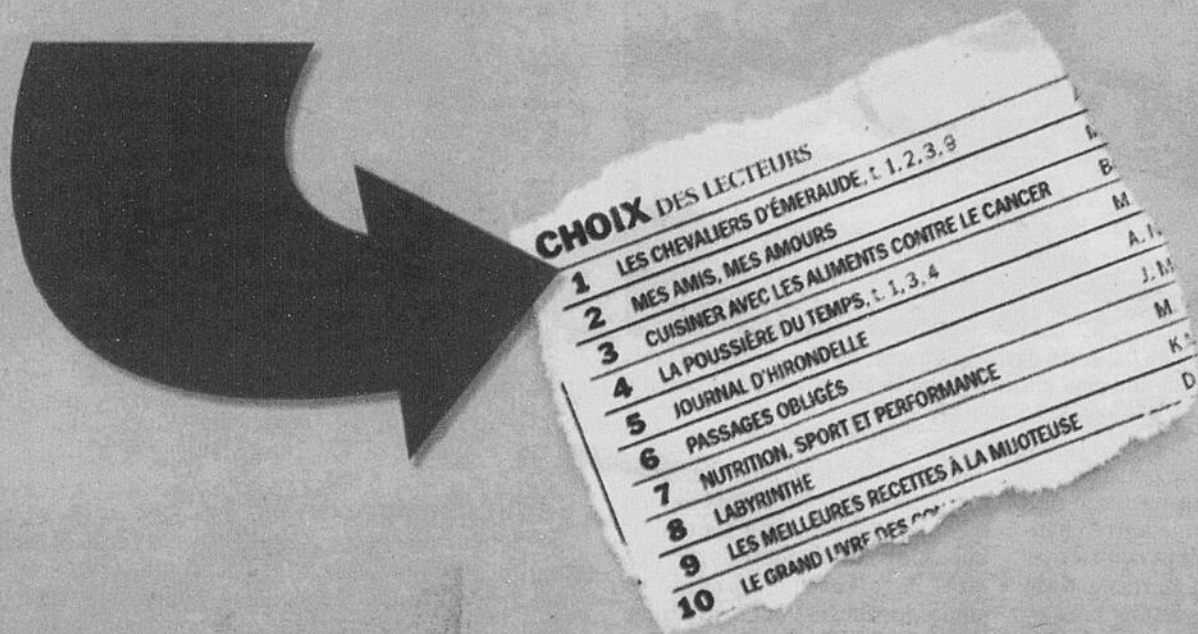 CHOIX DES LECTEURS
1 LES CHEVALIERS D'ÉMERAUDE, t. 1, 2, 3, 9
2 MES AMIS, MES AMOURS M
3 CUISINER AVEC LES ALIMENTS CONTRE LE CANCER B
4 LA POUSSIÈRE DU TEMPS, t. 1, 3, 4 M
5 JOURNAL D'HIRONDELLE A.
6 PASSAGES OBLIGÉS J. M
7 NUTRITION, SPORT ET PERFORMANCE M.
8 LABYRINTHE K
9 LES MEILLEURES RECETTES À LA MIJOTEUSE D
10 LE GRAND LIVRE DES